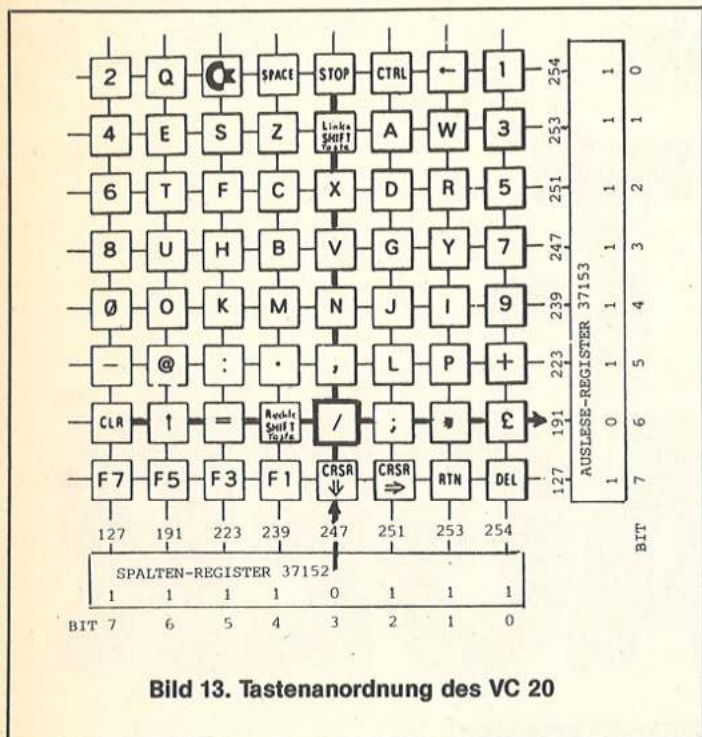 2 Q SPACE STOP CTRL ← 1 254 1 0
4 E S Z Linke SHIFT Taste A W 3 253 1 1
6 T F C X D R 5 251 1 2
8 U H B V G Y 7 247 1 3
0 O K M N J I 9 239 1 4
- @ : . , L P + 223 1 5
CLR ↑ = Rechte SHIFT Taste / ; * £ 191 0 6
F7 F5 F3 F1 CRSR ⇓ CRSR ⇒ RTN DEL 127 1 7
AUSLESE-REGISTER 37153
BIT
127 191 223 239 247 251 253 254
SPALTEN-REGISTER 37152
1 1 1 1 0 1 1 1
BIT 7 6 5 4 3 2 1 0
Bild 13. Tastenanordnung des VC 20